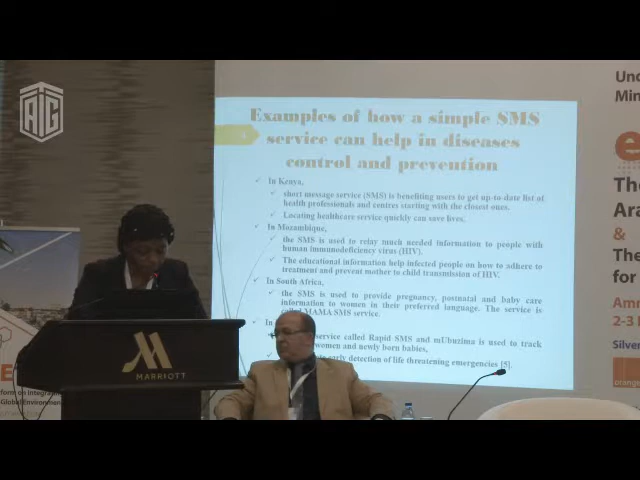 AIG
Examples of how a simple SMS
service can help in diseases
control and prevention
In Kenya,
short message service (SMS) is benefiting users to get up-to-date list of
health professionals and centres starting with the closest ones.
Locating healthcare service quickly can save lives.
In Mozambique,
the SMS is used to relay much needed information to people with
human immunodeficiency virus (HIV).
The educational information help infected people on how to adhere to
treatment and prevent mother to child transmission of HIV.
In South Africa,
the SMS is used to provide pregnancy, postnatal and baby care
information to women in their preferred language. The service is
called MAMA SMS service.
In
service called Rapid SMS and mUbuzima is used to track
women and newly born babies,
early detection of life threatening emergencies [5].
MARRIOTT
Min
The
Ara
&
The
for
2-3
Silver
orange